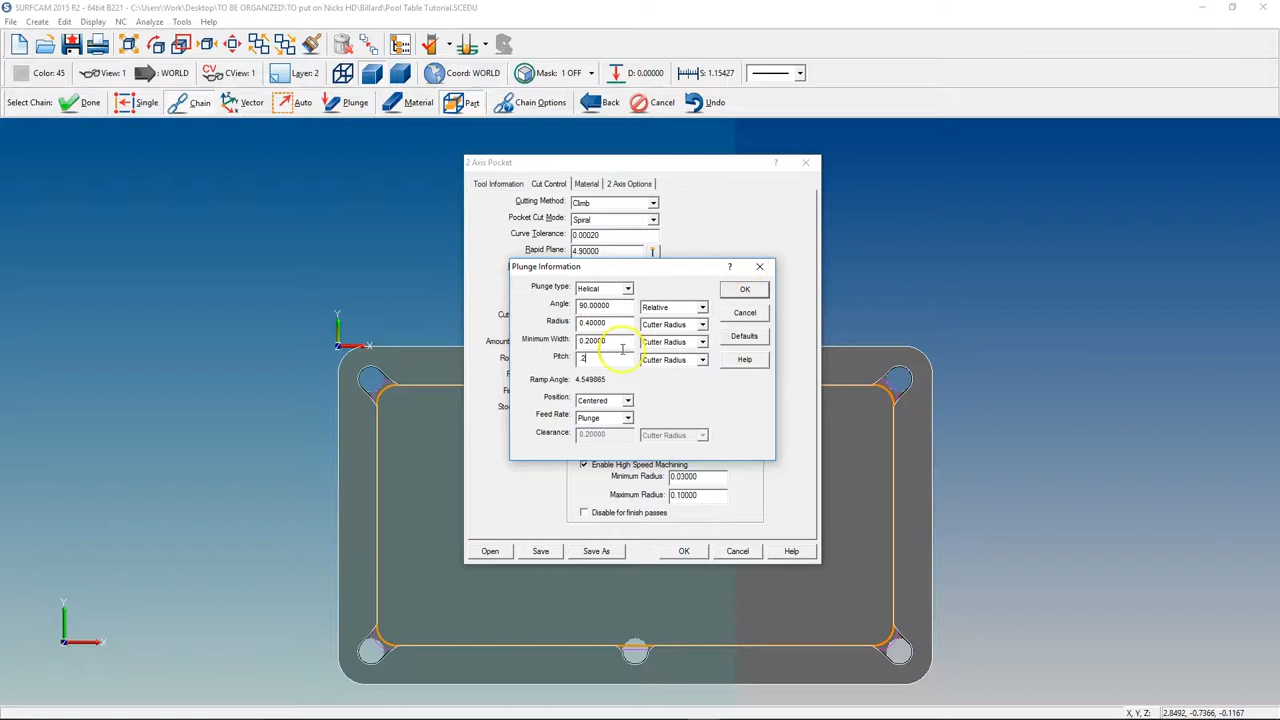 SURFCAM 2015 R2 - 64bit B221 - C:\Users\Work\Desktop\TO BE ORGANIZED\TO put on Nicks HD\Billard\Pool Table Tutorial.SCEDU
File Create Edit Display NC Analyze Tools Help
Color: 45 View: 1 : WORLD CV CView: 1 Layer: 2 Coord: WORLD Mask: 1 OFF D: 0.00000 : 1.15427
Select Chain: Done Single Chain Vector Auto Plunge Material Part Chain Options Back Cancel Undo
2 Axis Pocket ?
Tool Information Cut Control Material 2 Axis Options
Cutting Method: Climb
Pocket Cut Mode: Spiral
Curve Tolerance: 0.00020
Rapid Plane: 4.90000
Plunge Information ?
Plunge type: Helical OK
Angle: 90.00000 Relative
Radius: 0.40000 Cutter Radius Cancel
Minimum Width: 0.20000 Cutter Radius Defaults
Pitch: .2 Cutter Radius Help
Ramp Angle: 4.549865
Position: Centered
Feed Rate: Plunge
Clearance: 0.20000 Cutter Radius
Cu
Amoun
Ro
Fi
Stoc
Enable High Speed Machining
Minimum Radius: 0.03000
Maximum Radius: 0.10000
Disable for finish passes
Open Save Save As OK Cancel Help
Y
X
Z
Y
X
Z
X, Y, Z: 2.8492, -0.7366, -0.1167